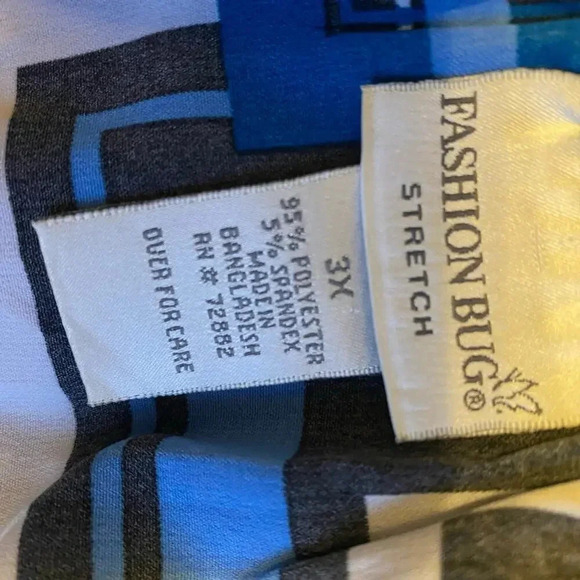 FASHION BUG®
STRETCH
3X
95% POLYESTER
5% SPANDEX
MADE IN
BANGLADESH
RN # 72882
OVER FOR CARE